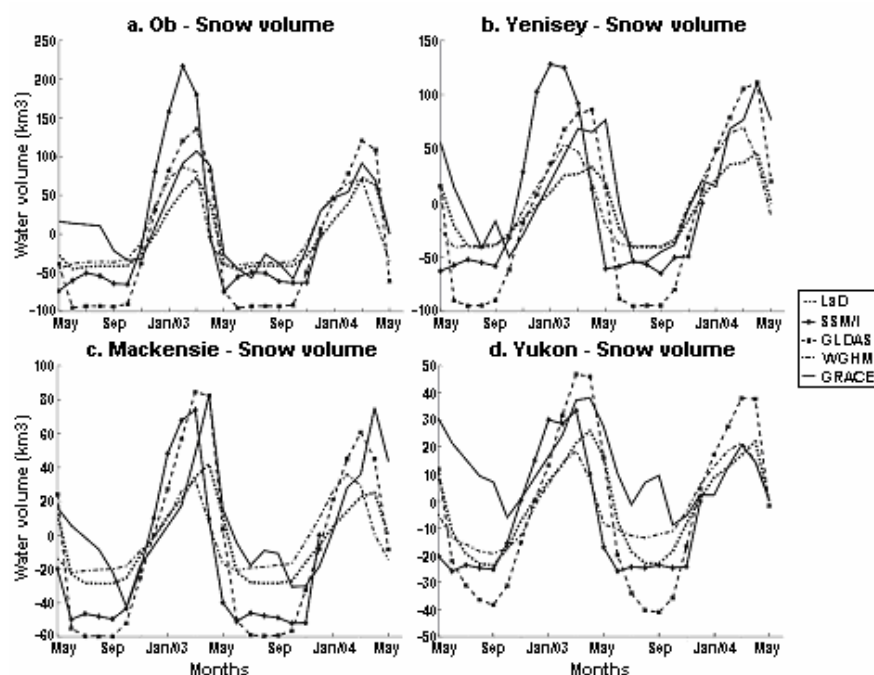 a. Ob - Snow volume
250
200
150
100
50
0
-50
-100
Water volume (km3)
May Sep Jan/03 May Sep Jan/04 May
b. Yenisey - Snow volume
150
100
50
0
-50
-100
May Sep Jan/03 May Sep Jan/04 May
c. Mackensie - Snow volume
100
80
60
40
20
0
-20
-40
-60
Water volume (km3)
May Sep Jan/03 May Sep Jan/04 May
Months
d. Yukon - Snow volume
50
40
30
20
10
0
-10
-20
-30
-40
-50
May Sep Jan/03 May Sep Jan/04 May
Months
LaD
SSM/I
GLDAS
WGHM
GRACE